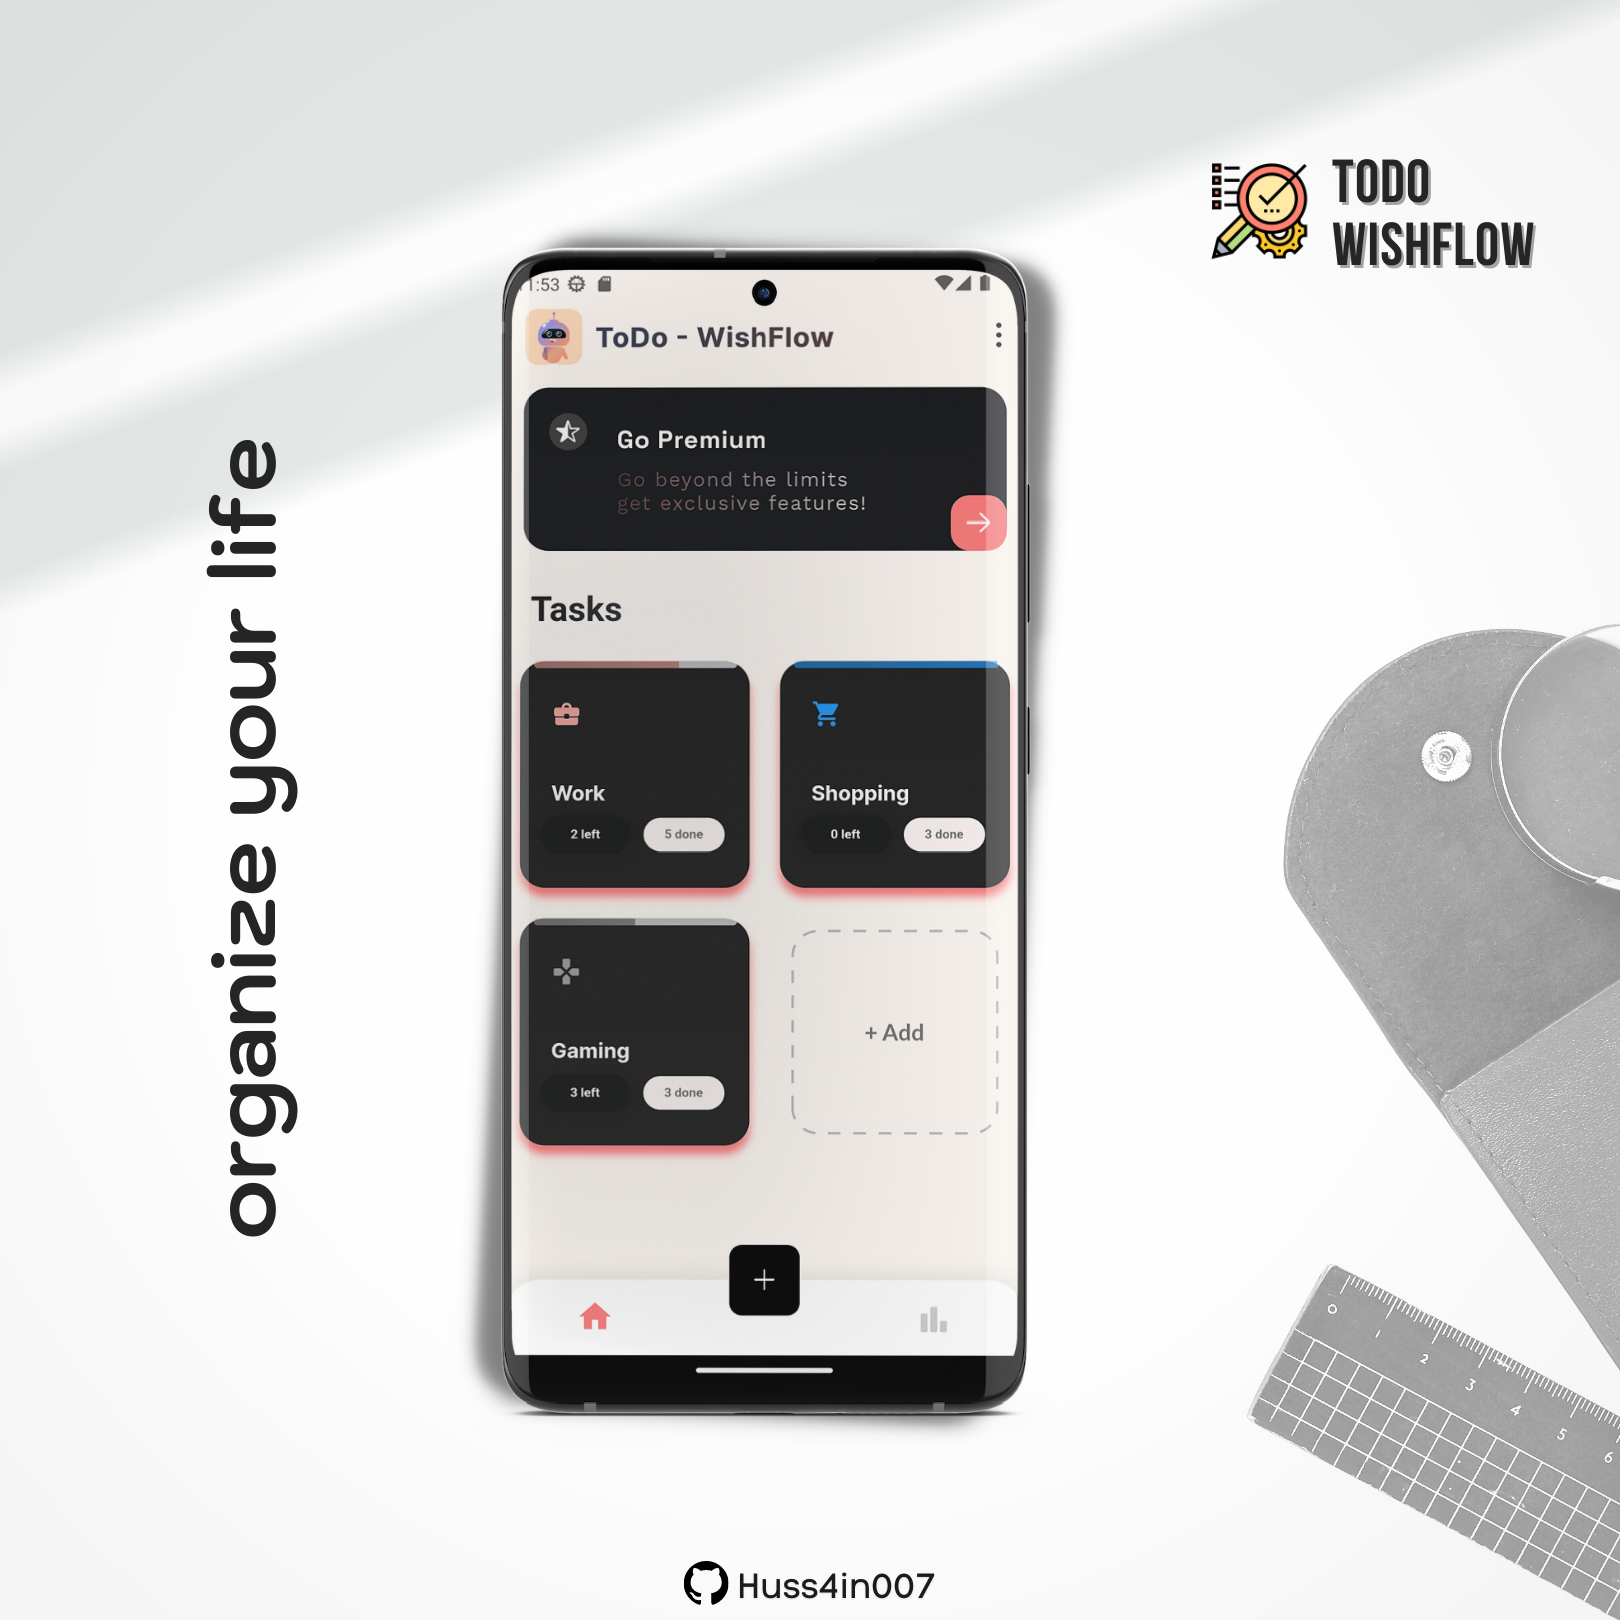 TODO
WISHFLOW
organize your life
1:53
ToDo - WishFlow
Go Premium
Go beyond the limits
get exclusive features!
Tasks
Work
2 left
5 done
Shopping
0 left
3 done
Gaming
3 left
3 done
+ Add
0 1 2 3 4 5 6
Huss4in007